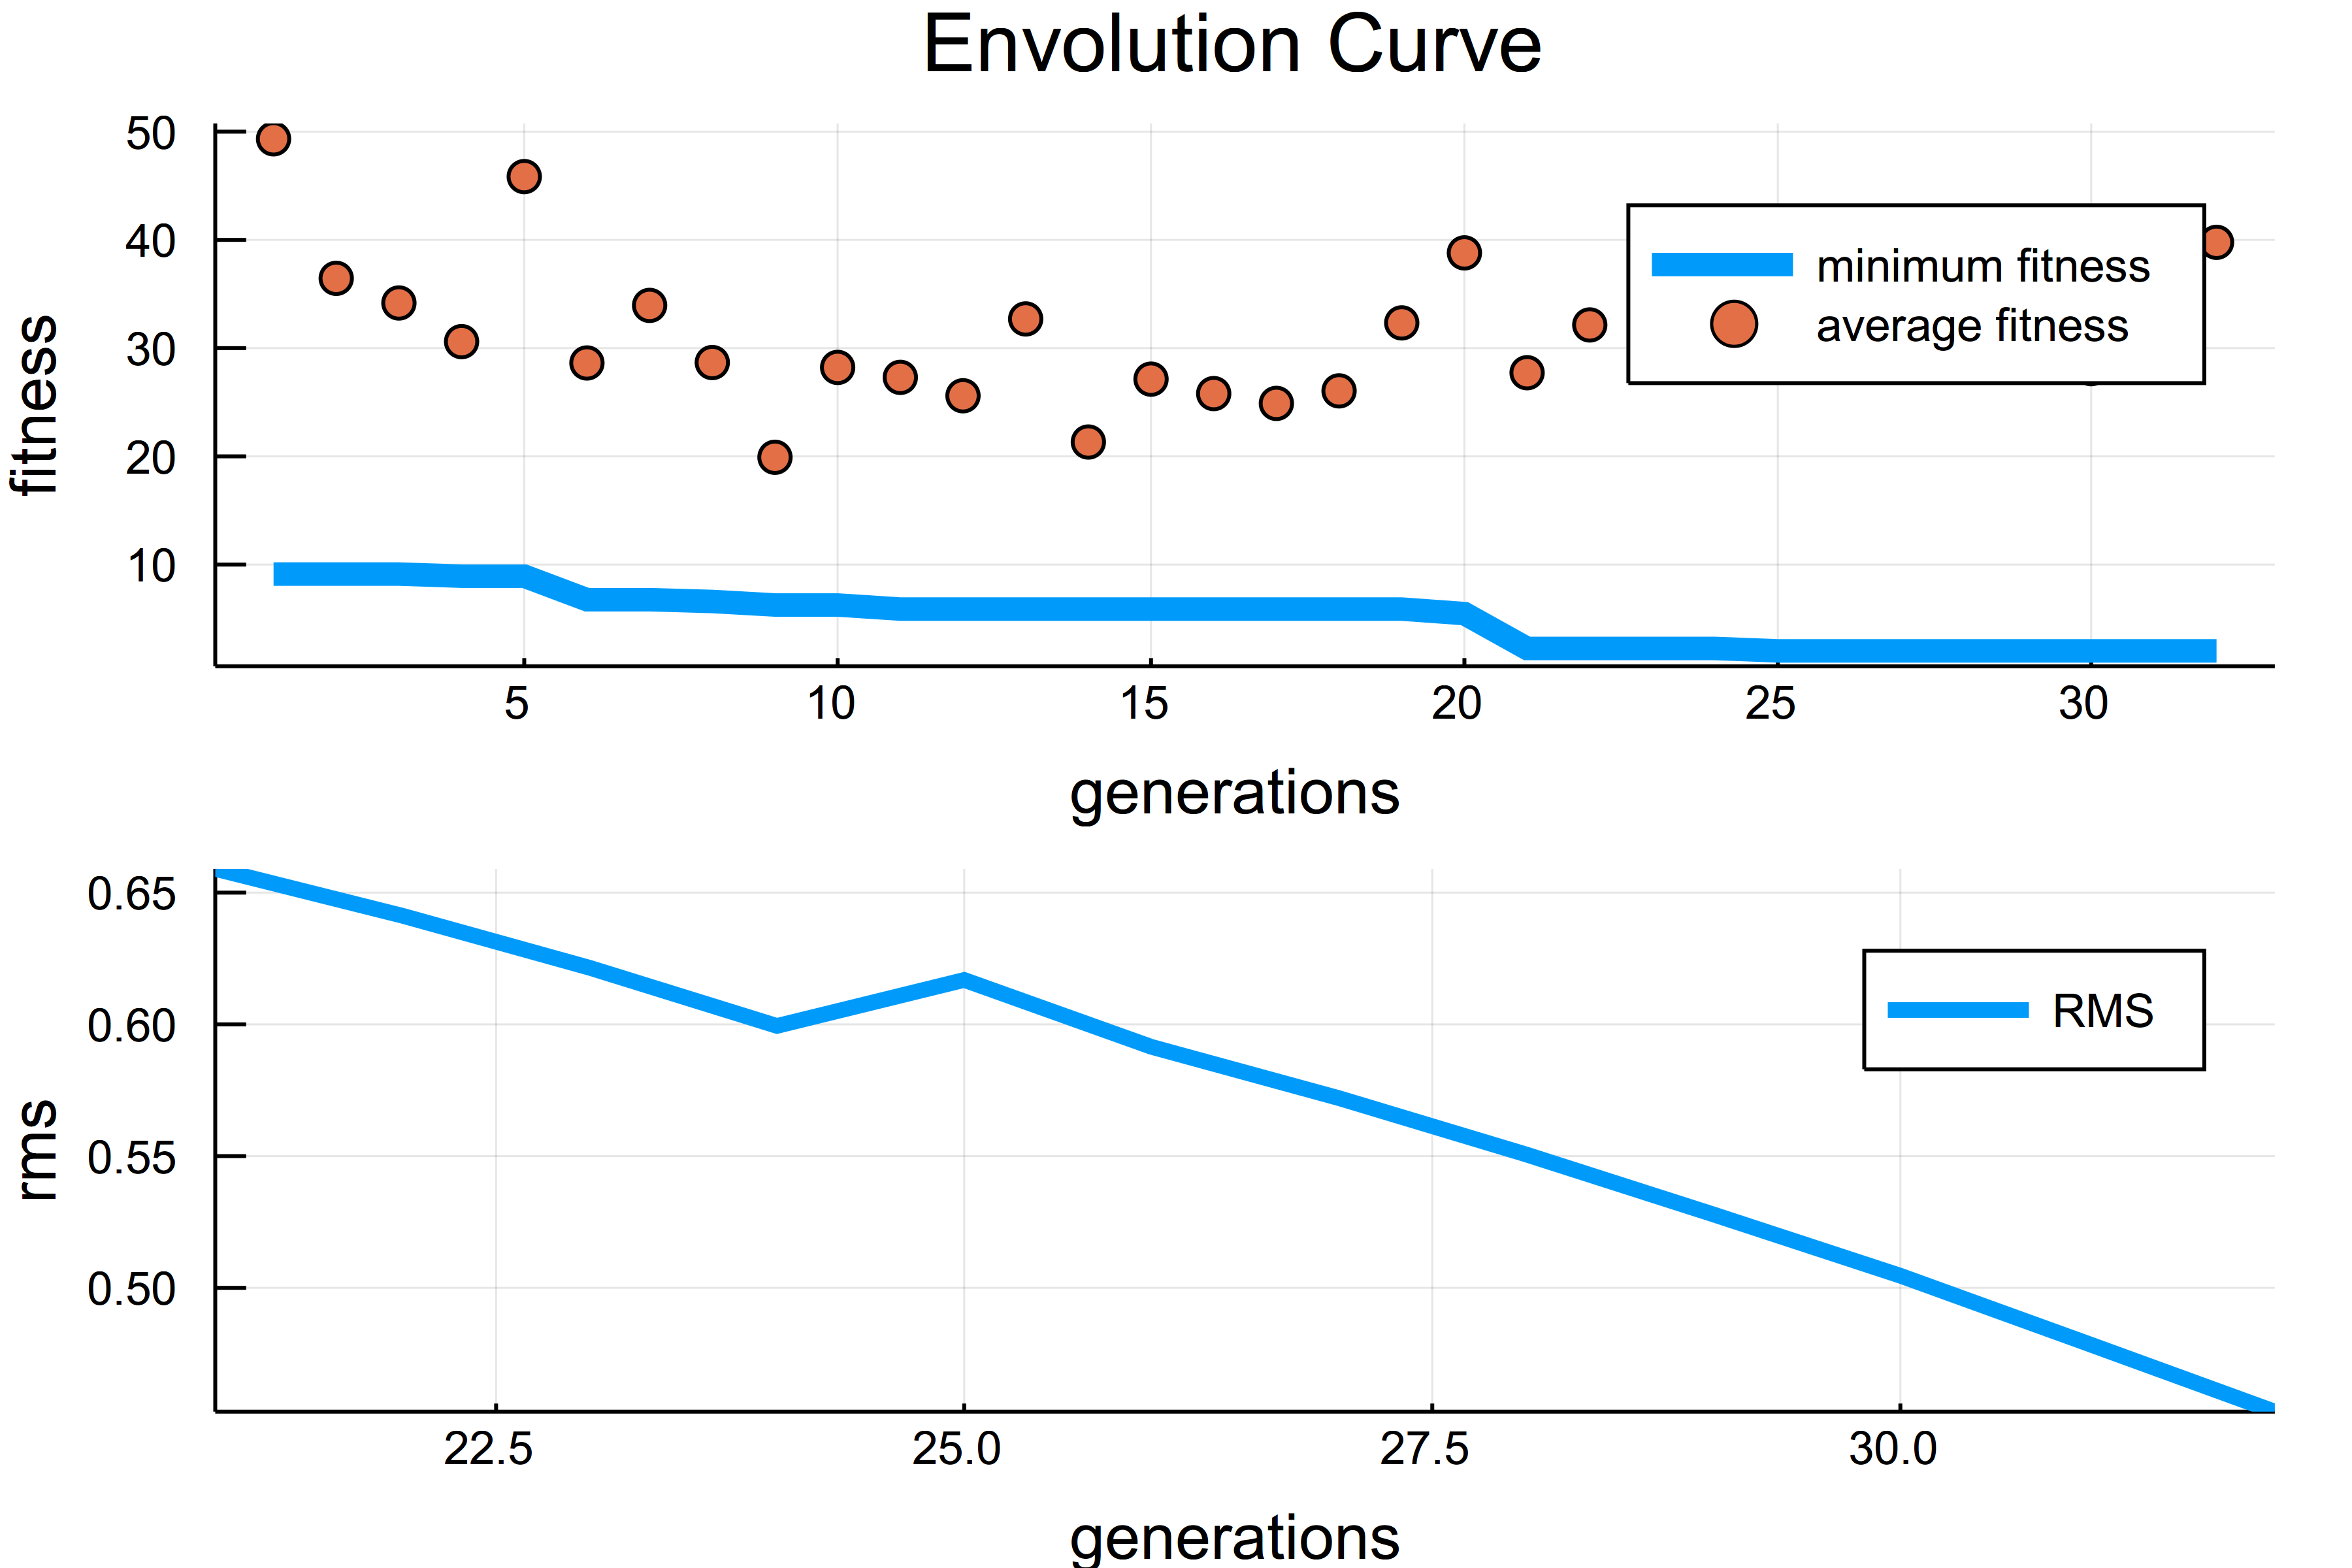 Envolution Curve
50
40
30
20
10
fitness
minimum fitness
average fitness
5 10 15 20 25 30
generations
0.65
0.60
0.55
0.50
rms
RMS
22.5 25.0 27.5 30.0
generations